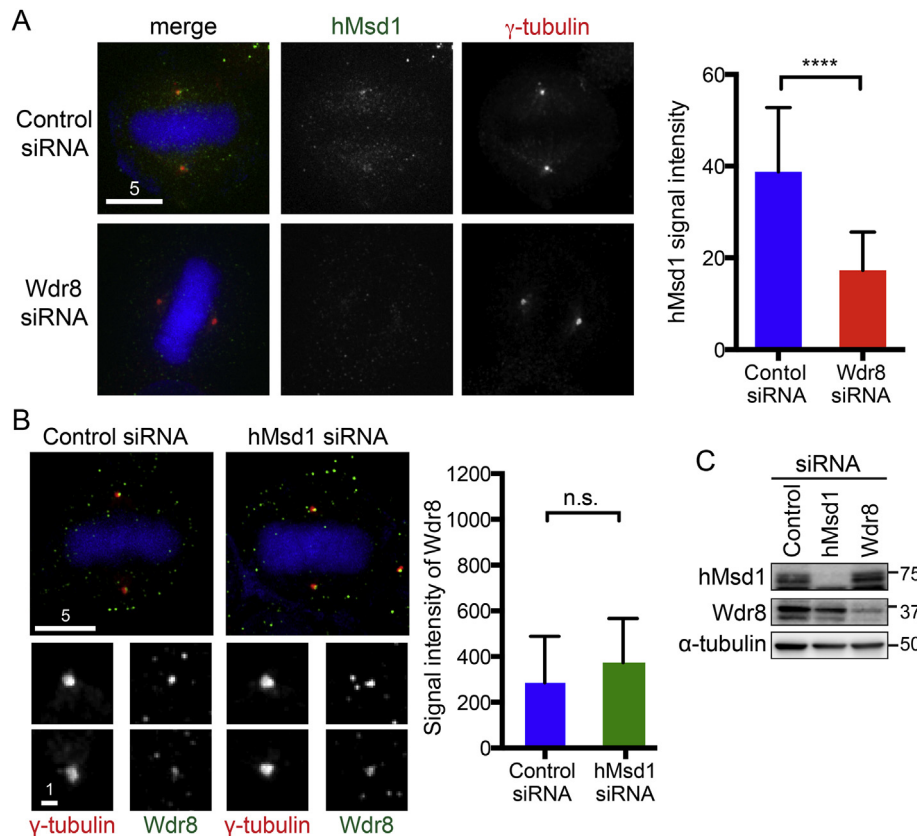 A
merge
hMsd1
γ-tubulin
Control
siRNA
5
Wdr8
siRNA
hMsd1 signal intensity
60
40
20
0
****
Contol
siRNA
Wdr8
siRNA
B
Control siRNA
hMsd1 siRNA
5
1
γ-tubulin
Wdr8
γ-tubulin
Wdr8
Signal intensity of Wdr8
1200
1000
800
600
400
200
0
n.s.
Control
siRNA
hMsd1
siRNA
C
siRNA
Control
hMsd1
Wdr8
hMsd1
75
Wdr8
37
α-tubulin
50